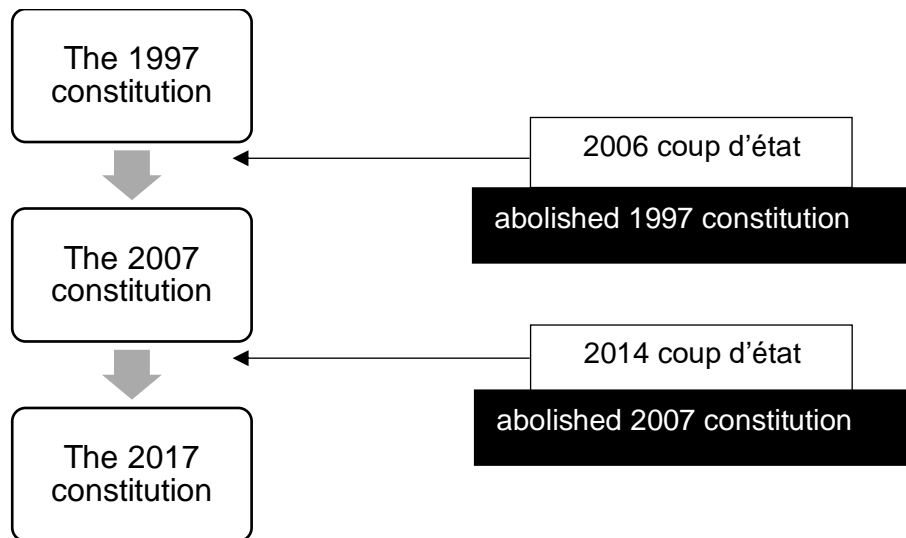 The 1997
constitution
2006 coup d’état
abolished 1997 constitution
The 2007
constitution
2014 coup d’état
abolished 2007 constitution
The 2017
constitution